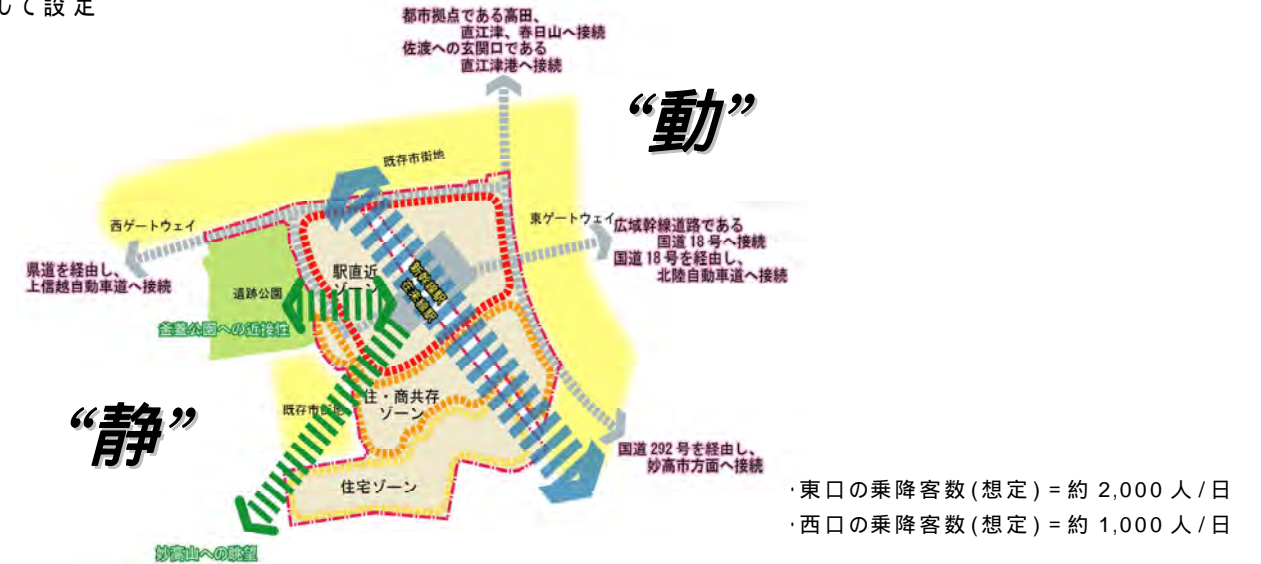 して設定
都市拠点である高田、
直江津、春日山へ接続
佐渡への玄関口である
直江津港へ接続
“動”
既存市街地
西ゲートウェイ
東ゲートウェイ
広域幹線道路である
国道18号へ接続
国道18号を経由し、
北陸自動車道へ接続
県道を経由し、
上信越自動車道へ接続
駅直近
ゾーン
新幹線駅
在来線駅
遺跡公園
釜蓋公園への近接性
“静”
既存市街地
住・商共存
ゾーン
国道292号を経由し、
妙高市方面へ接続
住宅ゾーン
妙高山への眺望
・東口の乗降客数(想定)=約2,000人/日
・西口の乗降客数(想定)=約1,000人/日